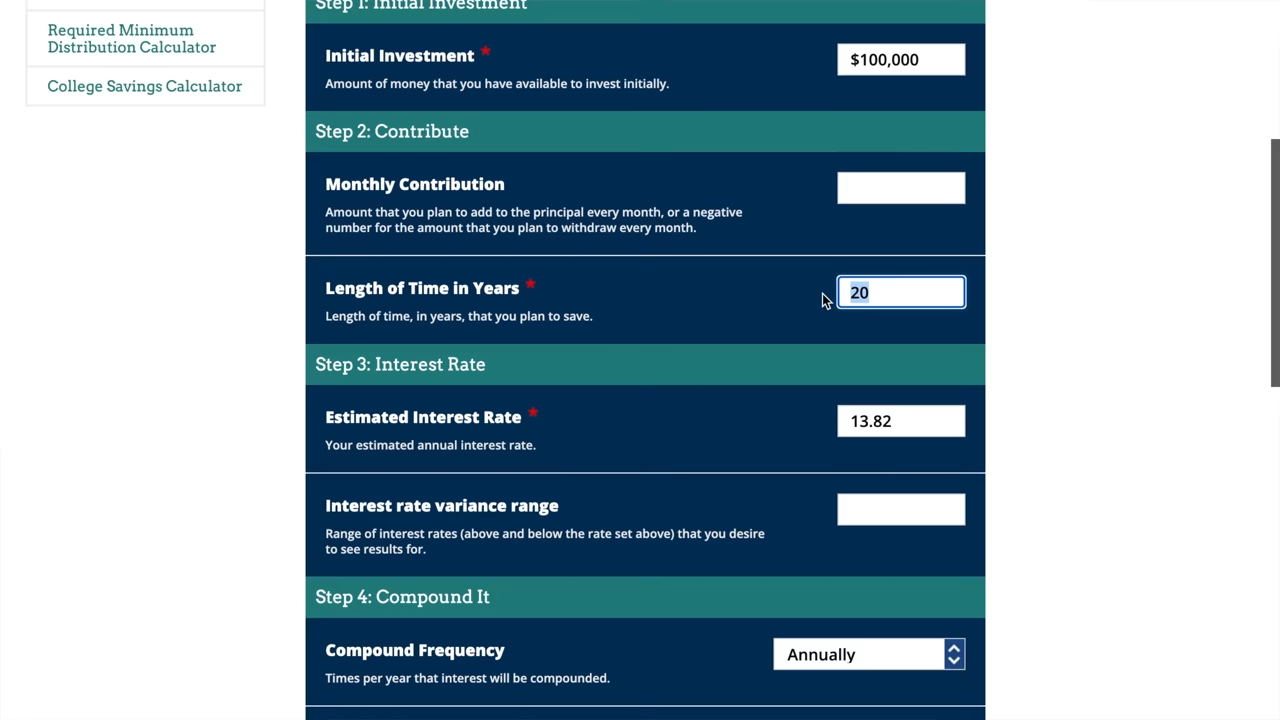 Required Minimum
Distribution Calculator
College Savings Calculator
Step 1: Initial Investment
Initial Investment *
$100,000
Amount of money that you have available to invest initially.
Step 2: Contribute
Monthly Contribution
Amount that you plan to add to the principal every month, or a negative
number for the amount that you plan to withdraw every month.
Length of Time in Years *
20
Length of time, in years, that you plan to save.
Step 3: Interest Rate
Estimated Interest Rate *
13.82
Your estimated annual interest rate.
Interest rate variance range
Range of interest rates (above and below the rate set above) that you desire
to see results for.
Step 4: Compound It
Compound Frequency
Annually
Times per year that interest will be compounded.